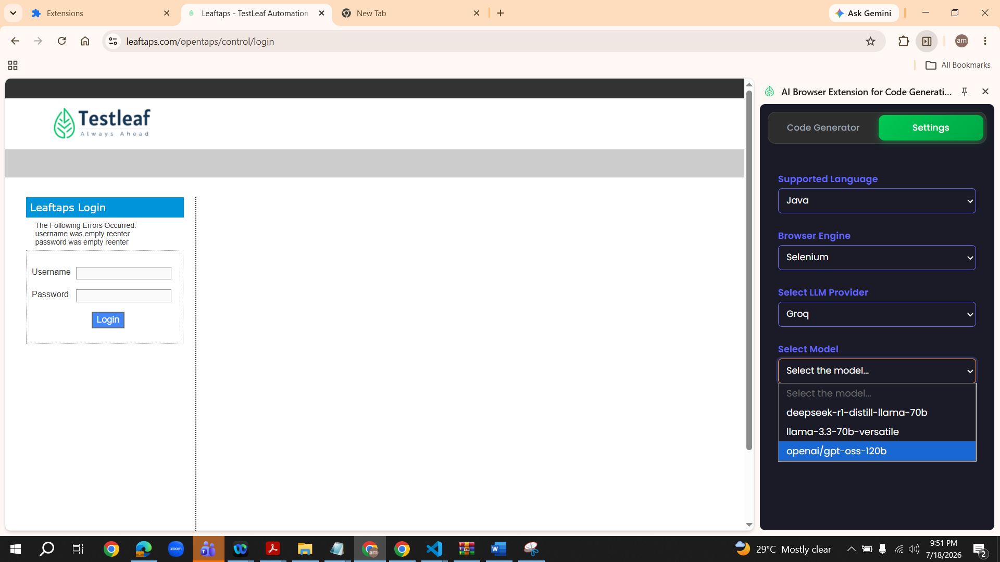 Extensions
Leaftaps - TestLeaf Automation
New Tab
Ask Gemini
leaftaps.com/opentaps/control/login
am
All Bookmarks
Testleaf
Always Ahead
Leaftaps Login
The Following Errors Occurred:
username was empty reenter
password was empty reenter
Username
Password
Login
AI Browser Extension for Code Generati...
Code Generator
Settings
Supported Language
Java
Browser Engine
Selenium
Select LLM Provider
Groq
Select Model
Select the model...
Select the model...
deepseek-r1-distill-llama-70b
llama-3.3-70b-versatile
openai/gpt-oss-120b
zoom
T
am
W
29°C Mostly clear
9:51 PM
7/18/2026
2